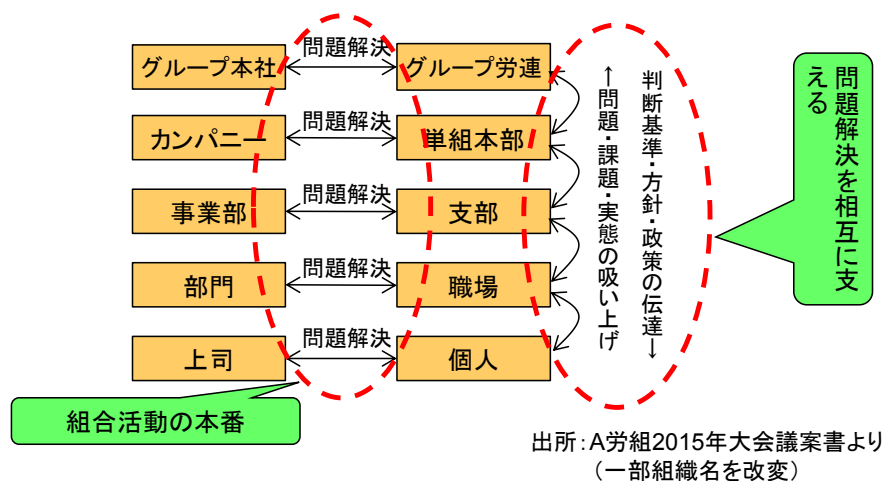 問題解決
グループ本社
グループ労連
問題解決
カンパニー
単組本部
問題解決
事業部
支部
問題解決
部門
職場
問題解決
上司
個人
判断基準・方針・政策の伝達→
←問題・課題・実態の吸い上げ
問題解決を相互に支
える
組合活動の本番
出所：A労組2015年大会議案書より
（一部組織名を改変）